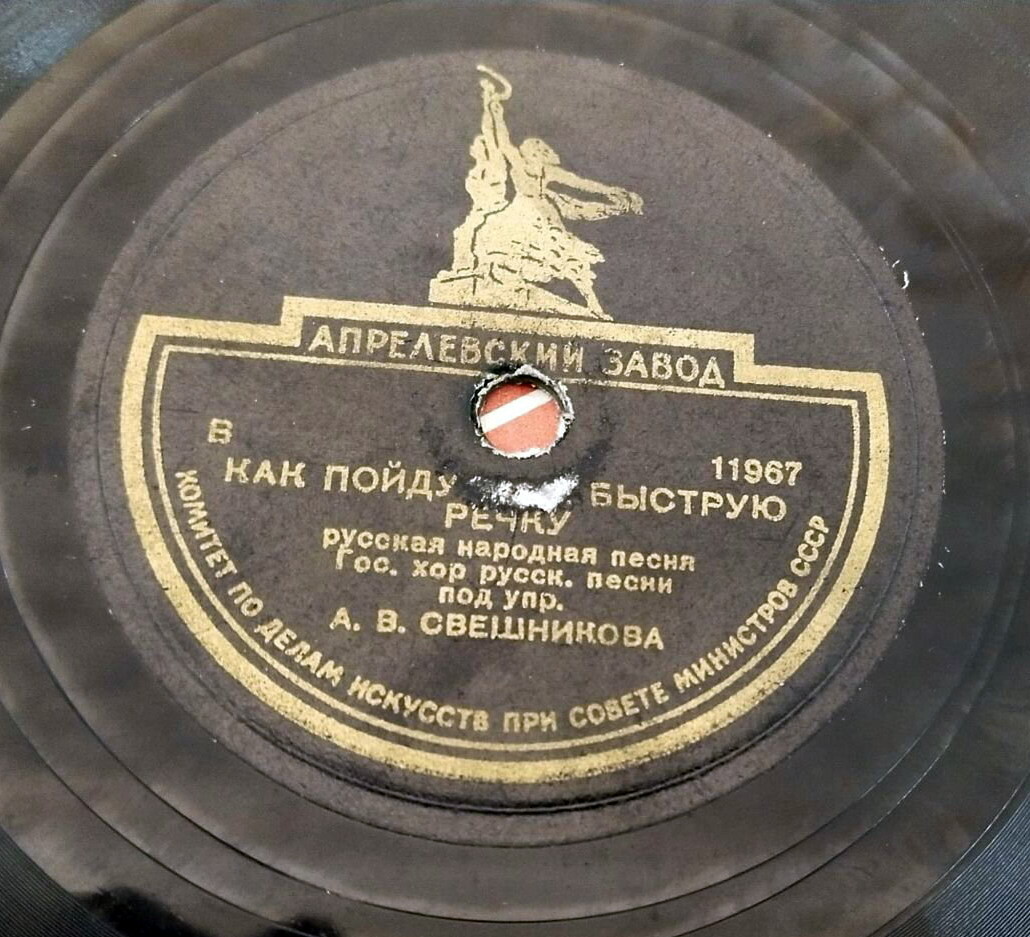 АПРЕЛЕВСКИЙ ЗАВОД
В 11967
КАК ПОЙДУ БЫСТРУЮ
РЕЧКУ
русская народная песня
Гос. хор русск. песни
под упр.
А. В. СВЕШНИКОВА
КОМИТЕТ ПО ДЕЛАМ ИСКУССТВ ПРИ СОВЕТЕ МИНИСТРОВ СССР